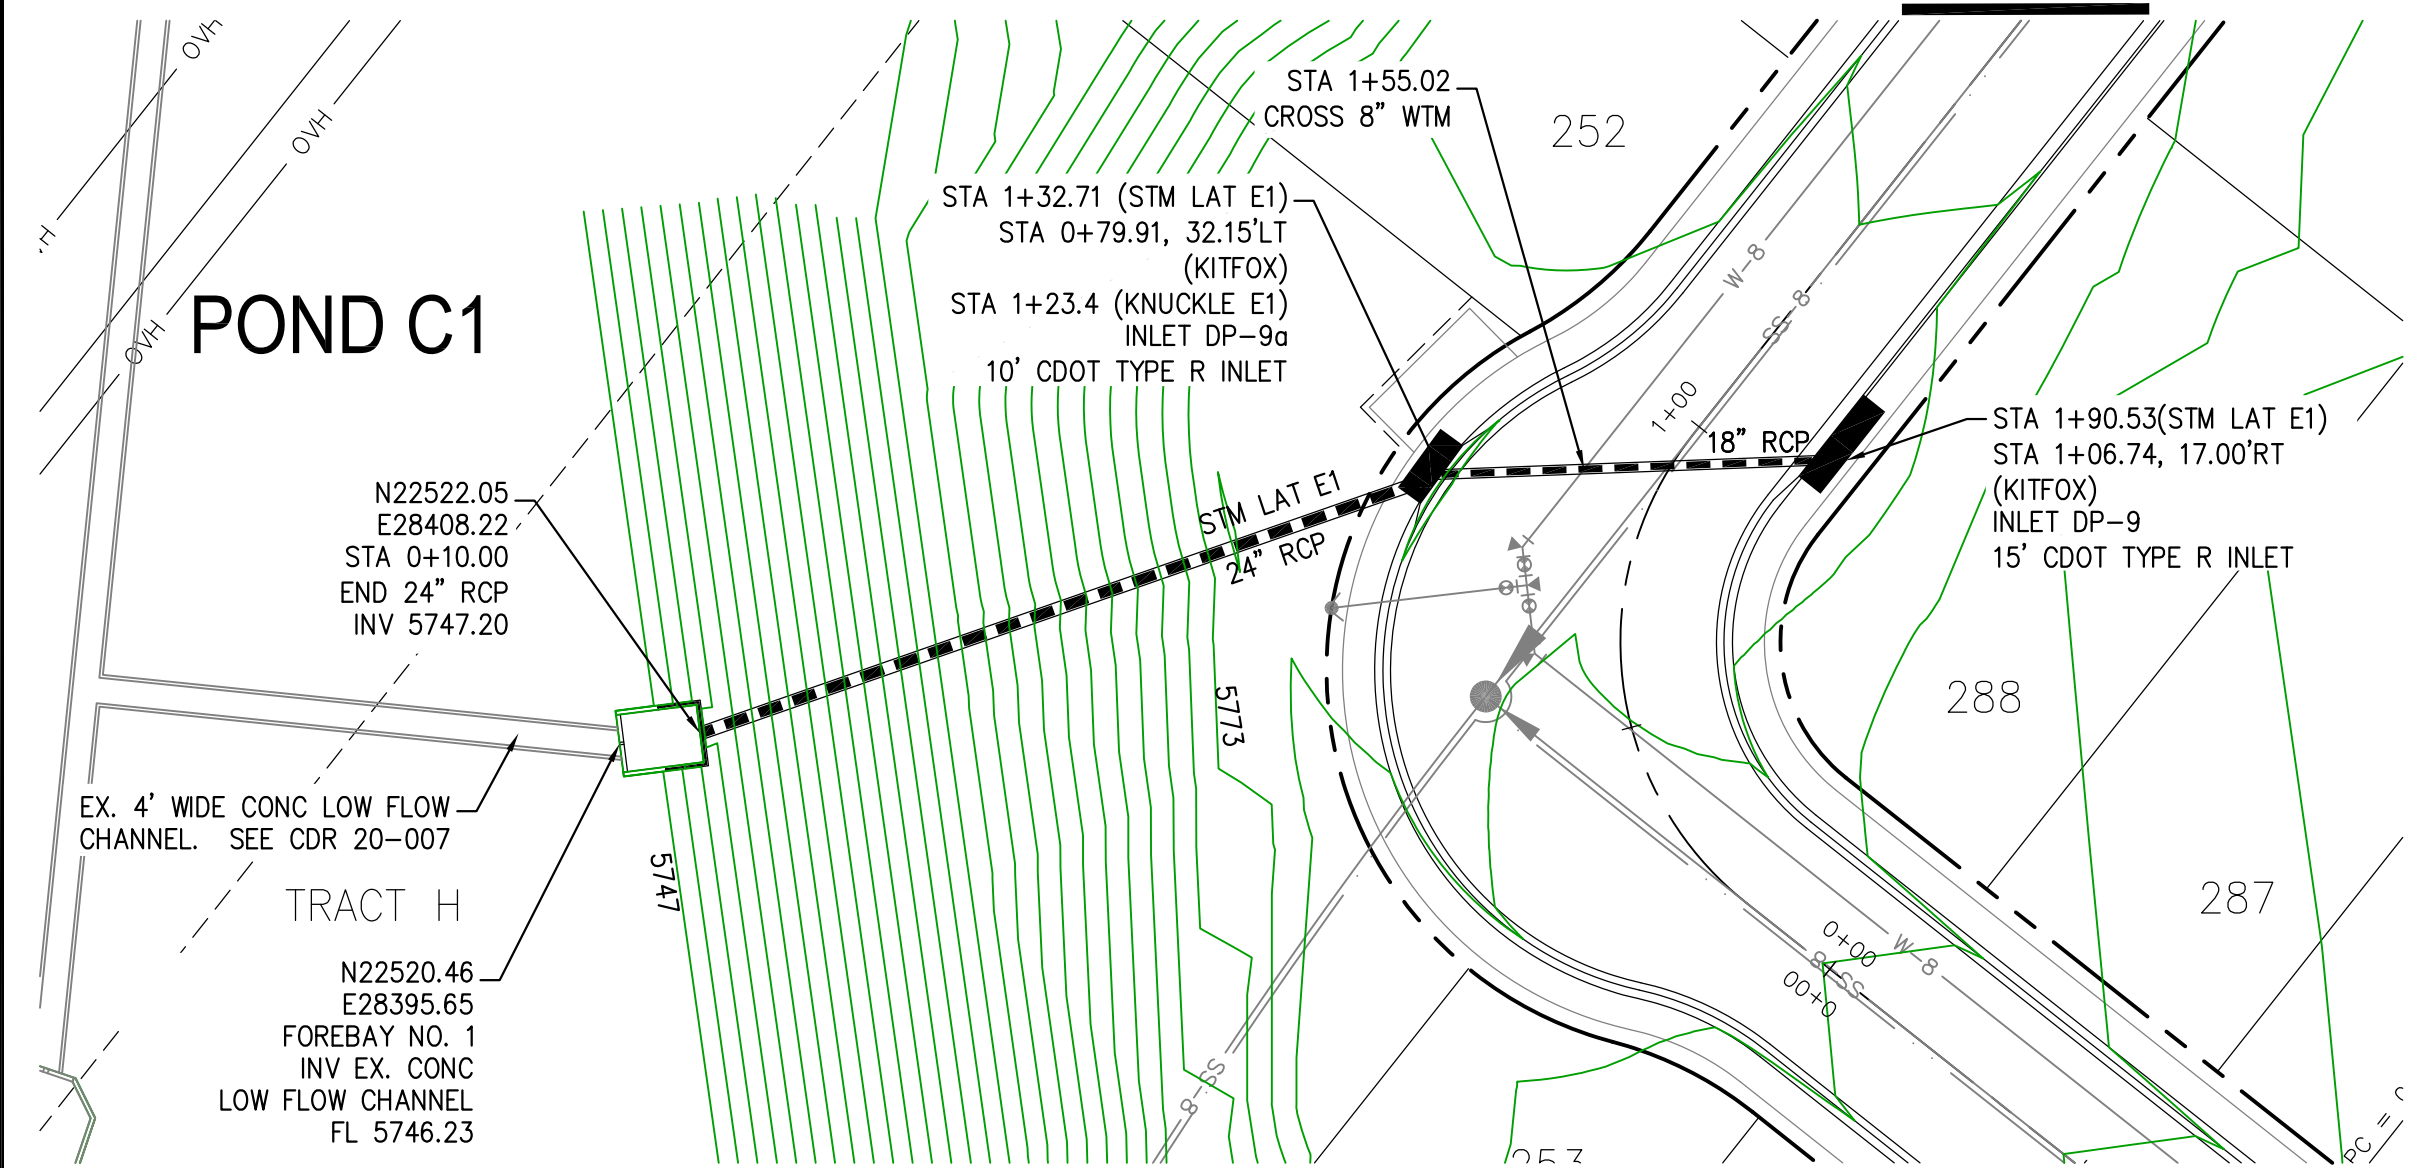 OVH
OVH
OVH
POND C1
STA 1+55.02
CROSS 8" WTM
252
STA 1+32.71 (STM LAT E1)
STA 0+79.91, 32.15'LT
(KITFOX)
STA 1+23.4 (KNUCKLE E1)
INLET DP-9a
10' CDOT TYPE R INLET
W-8
SS-8
1+00
18" RCP
STA 1+90.53(STM LAT E1)
STA 1+06.74, 17.00'RT
(KITFOX)
INLET DP-9
15' CDOT TYPE R INLET
N22522.05
E28408.22
STA 0+10.00
END 24" RCP
INV 5747.20
STM LAT E1
24" RCP
5773
288
EX. 4' WIDE CONC LOW FLOW
CHANNEL. SEE CDR 20-007
5747
TRACT H
287
0+00
0+00
W-8
8-SS
N22520.46
E28395.65
FOREBAY NO. 1
INV EX. CONC
LOW FLOW CHANNEL
FL 5746.23
8-SS
253
PC =